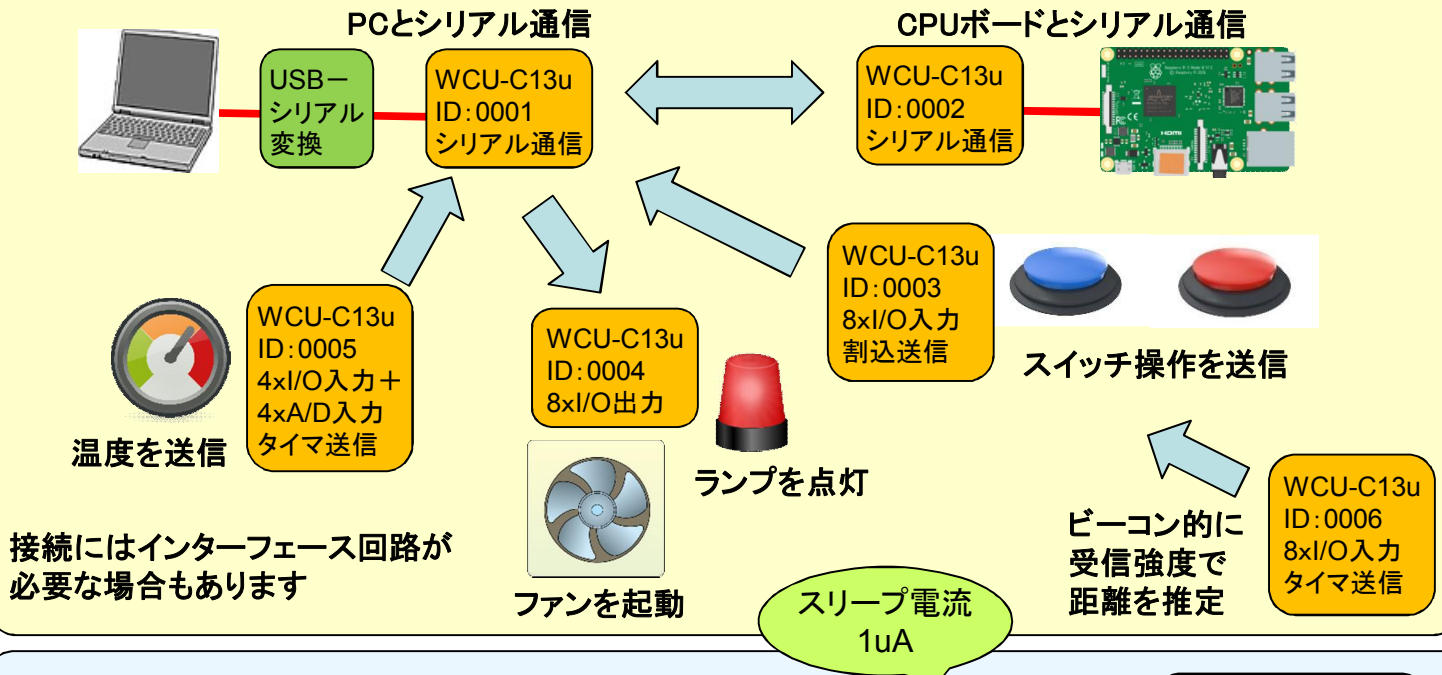 PCとシリアル通信
CPUボードとシリアル通信
USBー
シリアル
変換
WCU-C13u
ID:0001
シリアル通信
WCU-C13u
ID:0002
シリアル通信
WCU-C13u
ID:0003
8xI/O入力
割込送信
スイッチ操作を送信
WCU-C13u
ID:0005
4xI/O入力＋
4xA/D入力
タイマ送信
温度を送信
WCU-C13u
ID:0004
8xI/O出力
ランプを点灯
ファンを起動
WCU-C13u
ID:0006
8xI/O入力
タイマ送信
ビーコン的に
受信強度で
距離を推定
接続にはインターフェース回路が
必要な場合もあります
スリープ電流
1uA